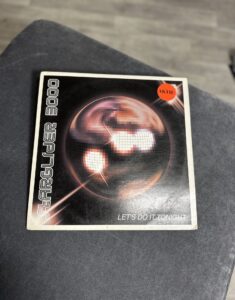 STARGLIDER 3000
LET'S DO IT TONIGHT